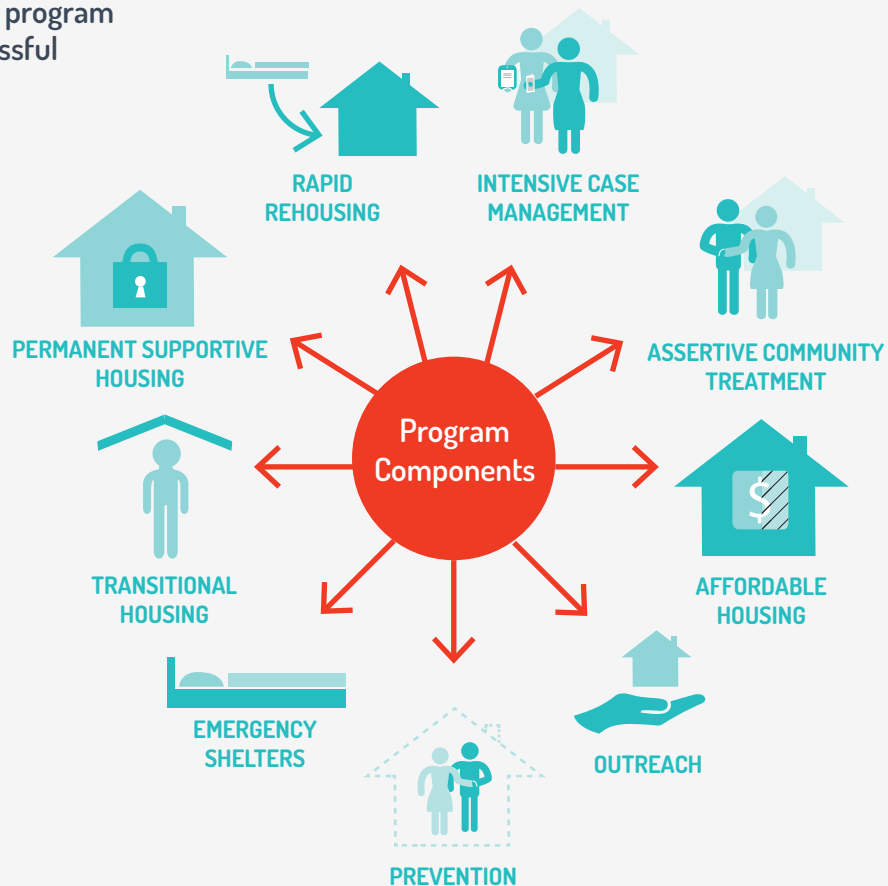 program
Program
Components
RAPID
REHOUSING
INTENSIVE CASE
MANAGEMENT
ASSERTIVE COMMUNITY
TREATMENT
AFFORDABLE
HOUSING
$
OUTREACH
PREVENTION
EMERGENCY
SHELTERS
TRANSITIONAL
HOUSING
PERMANENT SUPPORTIVE
HOUSING